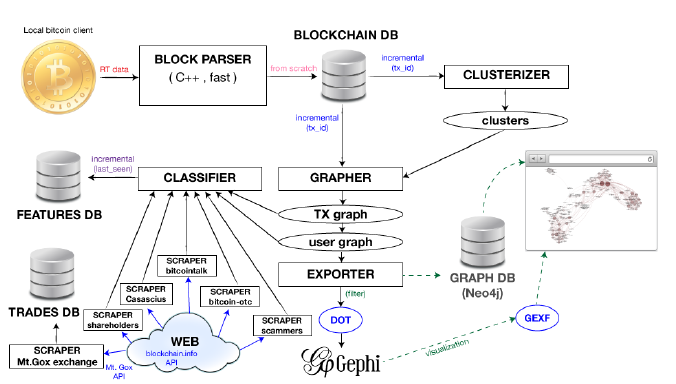 Local bitcoin client
RT data
BLOCK PARSER
( C++ , fast )
from scratch
BLOCKCHAIN DB
incremental
(tx_id)
CLUSTERIZER
clusters
incremental
(tx_id)
incremental
(last_seen)
FEATURES DB
CLASSIFIER
GRAPHER
TX graph
user graph
EXPORTER
(filter)
DOT
Gephi
visualization
GEXF
GRAPH DB
(Neo4j)
TRADES DB
SCRAPER
bitcointalk
SCRAPER
Casascius
SCRAPER
bitcoin-otc
SCRAPER
shareholders
SCRAPER
scammers
SCRAPER
Mt.Gox exchange
Mt. Gox
API
WEB
blockchain.info
API